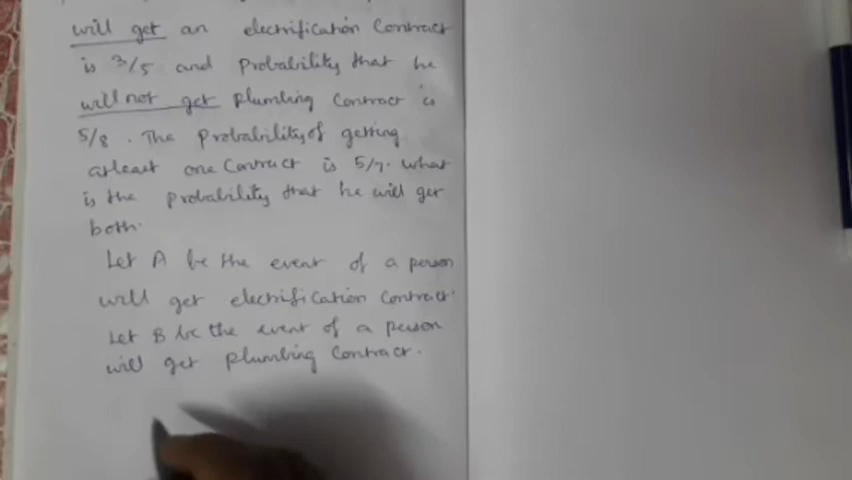 will get an electrification Contract
is 3/5 and Probability that he
will not get plumbing Contract is
5/8. The Probability of getting
atleast one Contract is 5/7. what
is the probability that he will get
both.
Let A be the event of a person
will get electrification contract.
Let B be the event of a person
will get plumbing contract.